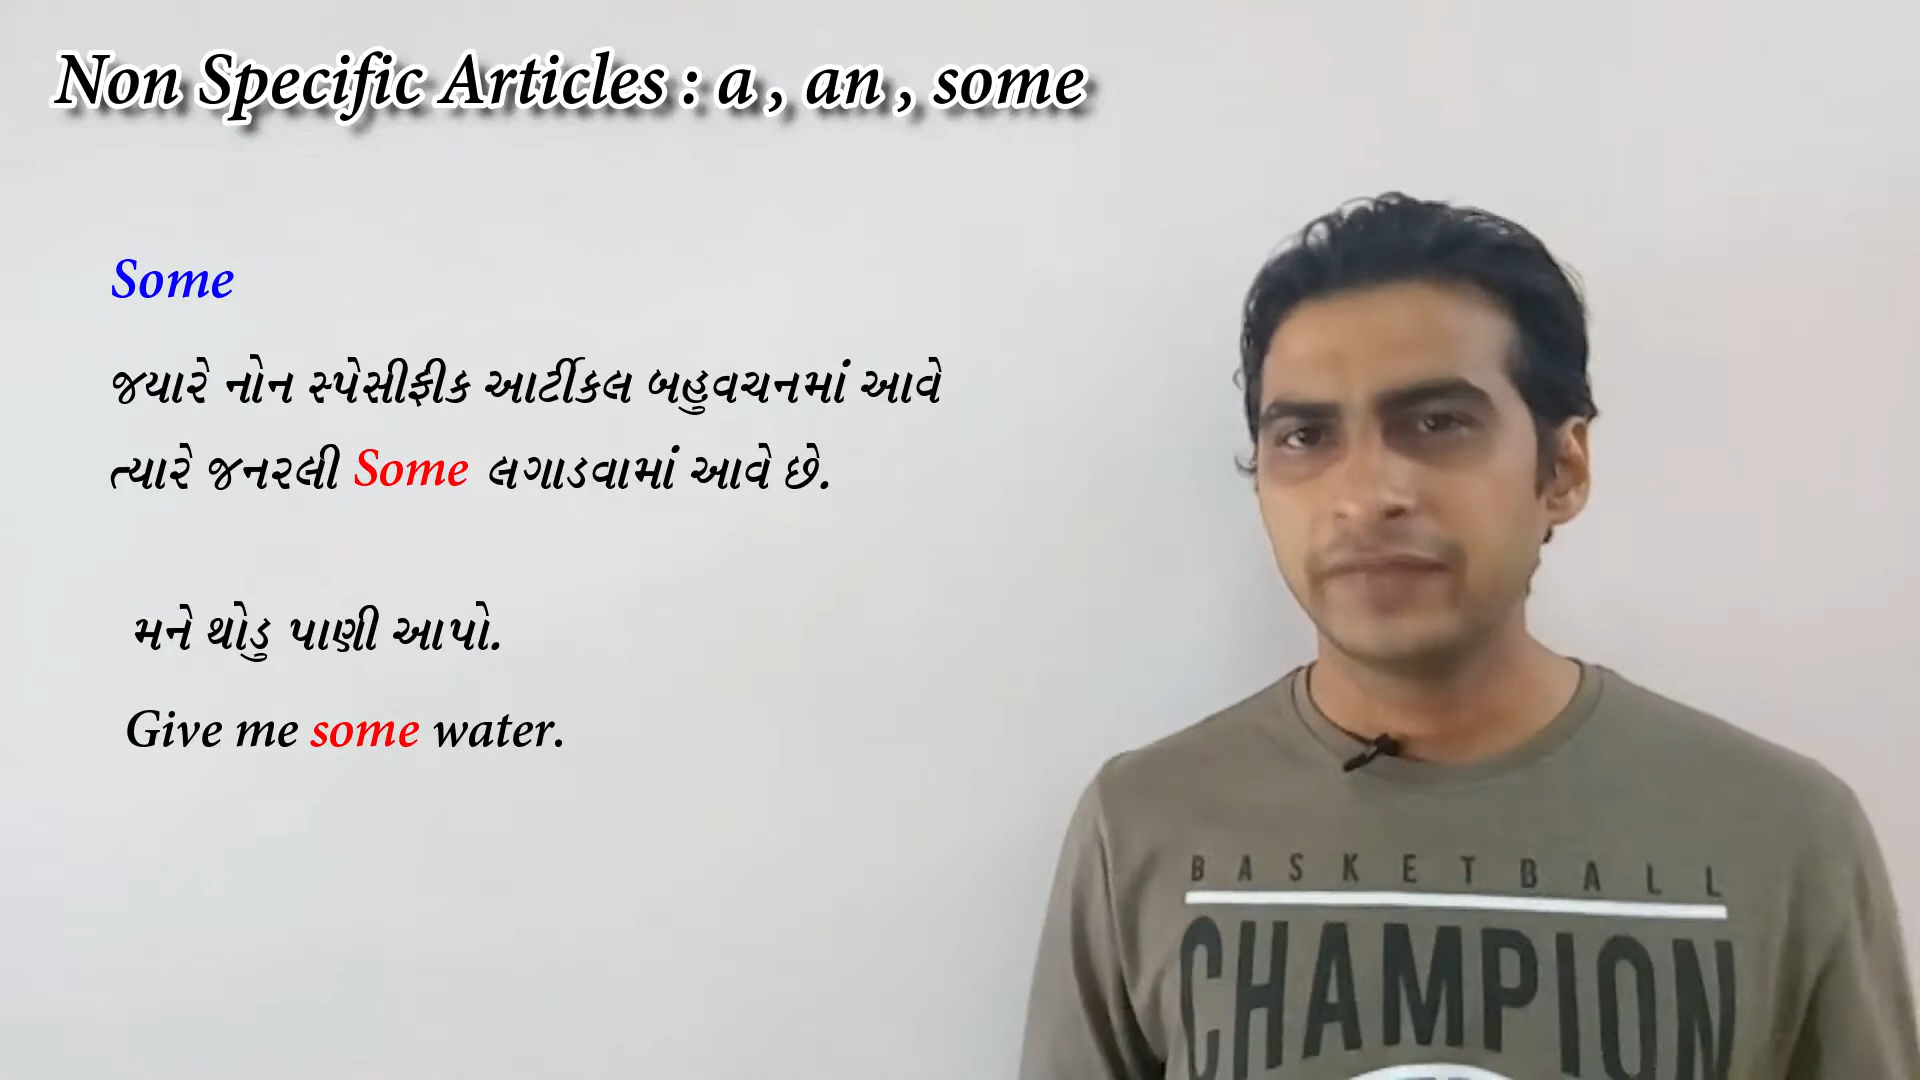 Non Specific Articles : a , an , some
Some
જ્યારે નોન સ્પેસીફીક આર્ટીકલ બહુવચનમાં આવે
ત્યારે જનરલી Some લગાડવામાં આવે છે.
મને થોડુ પાણી આપો.
Give me some water.
BASKETBALL
CHAMPION